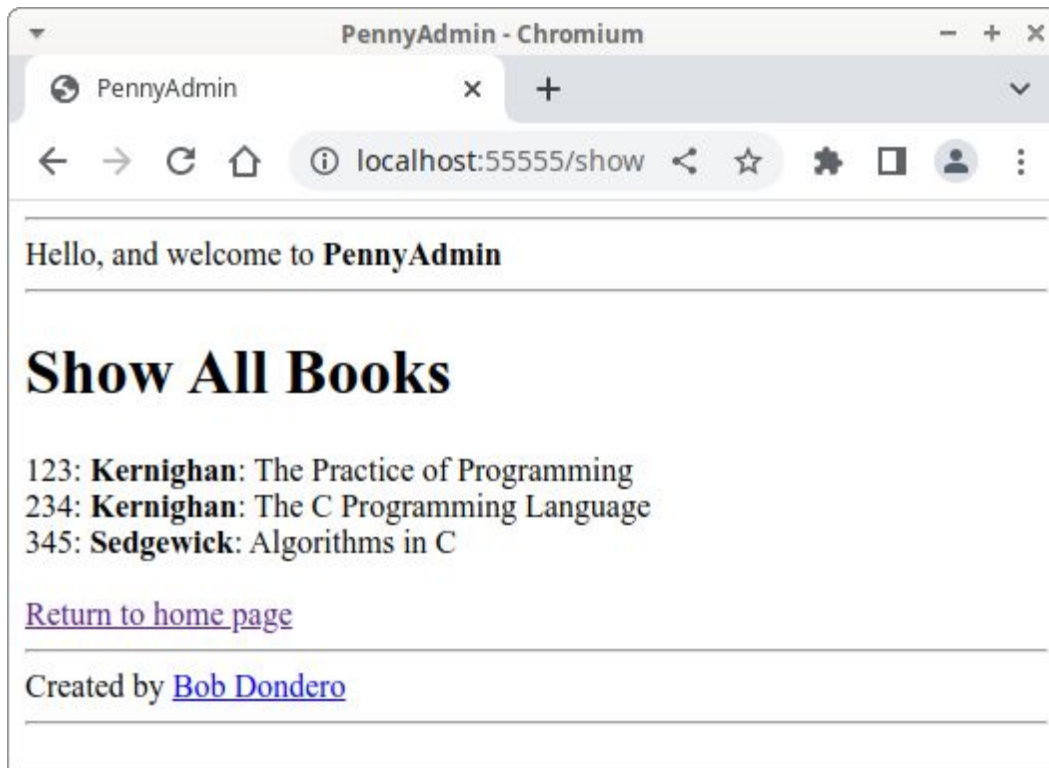 PennyAdmin - Chromium
PennyAdmin
localhost:55555/show
Hello, and welcome to PennyAdmin
Show All Books
123: Kernighan: The Practice of Programming
234: Kernighan: The C Programming Language
345: Sedgewick: Algorithms in C
Return to home page
Created by Bob Dondero